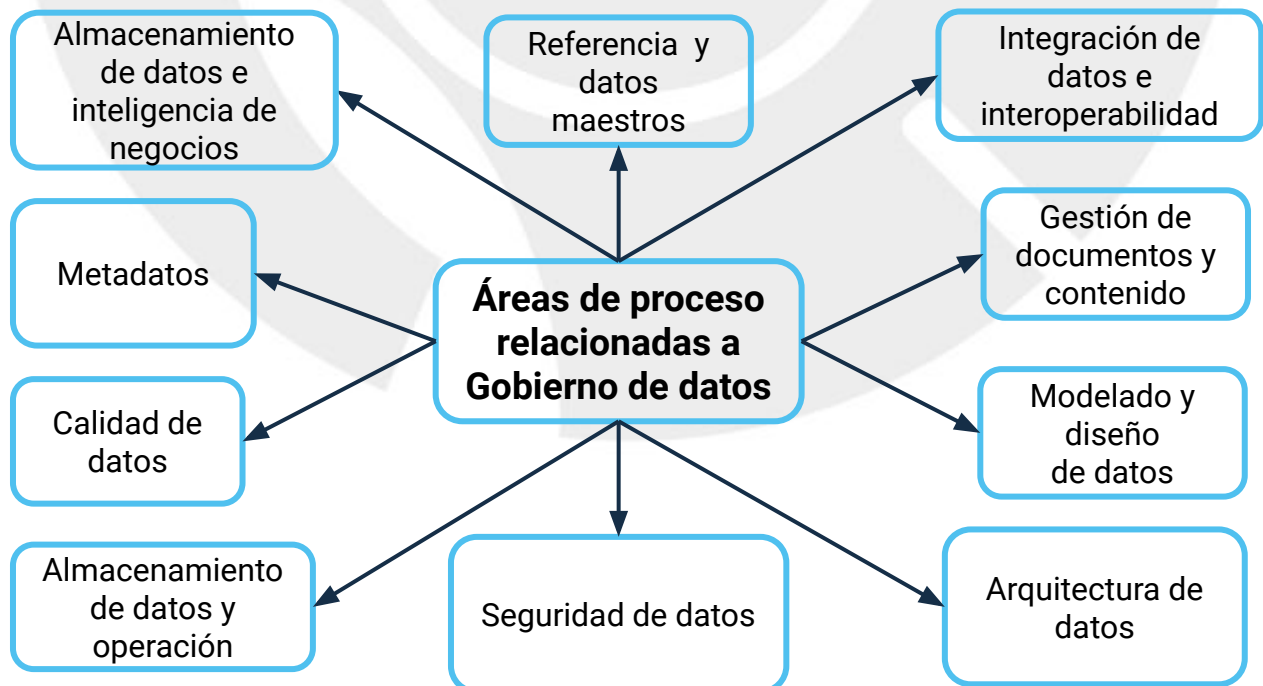 Almacenamiento
de datos e
inteligencia de
negocios
Referencia y
datos
maestros
Integración de
datos e
interoperabilidad
Metadatos
Áreas de proceso
relacionadas a
Gobierno de datos
Gestión de
documentos y
contenido
Calidad de
datos
Modelado y
diseño
de datos
Almacenamiento
de datos y
operación
Seguridad de datos
Arquitectura de
datos